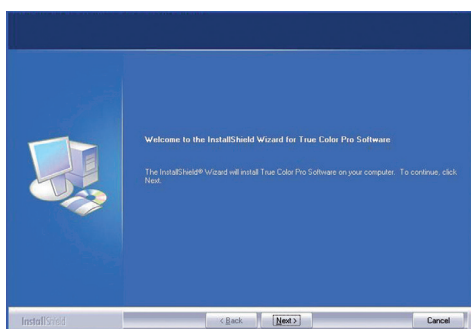 Welcome to the InstallShield Wizard for True Color Pro Software
The InstallShield® Wizard will install True Color Pro Software on your computer. To continue, click
Next.
InstallShield
< Back
Next >
Cancel